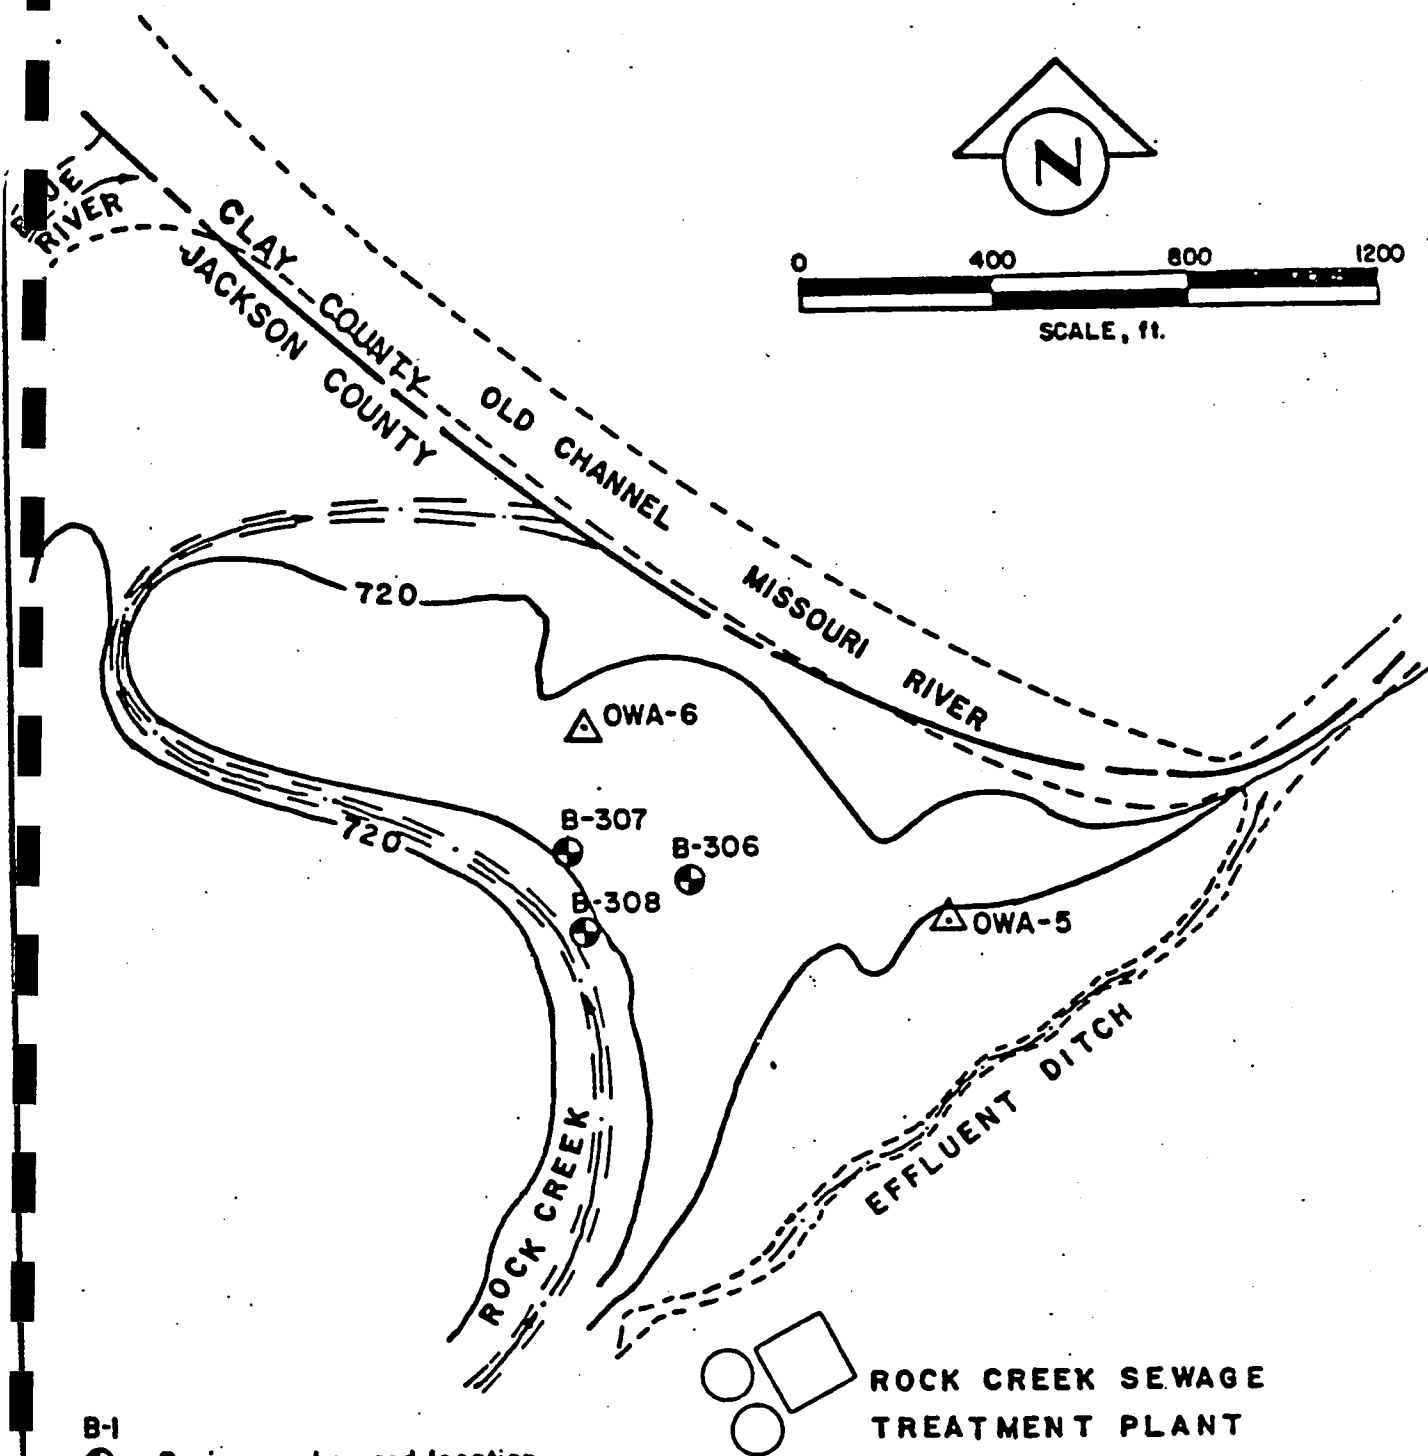 N
0 400 800 1200
SCALE, ft.
BLUE
RIVER
CLAY COUNTY
JACKSON COUNTY
OLD CHANNEL MISSOURI RIVER
720
OWA-6
B-307
B-306
720
B-308
OWA-5
EFFLUENT DITCH
ROCK CREEK
ROCK CREEK SEWAGE
TREATMENT PLANT
B-1